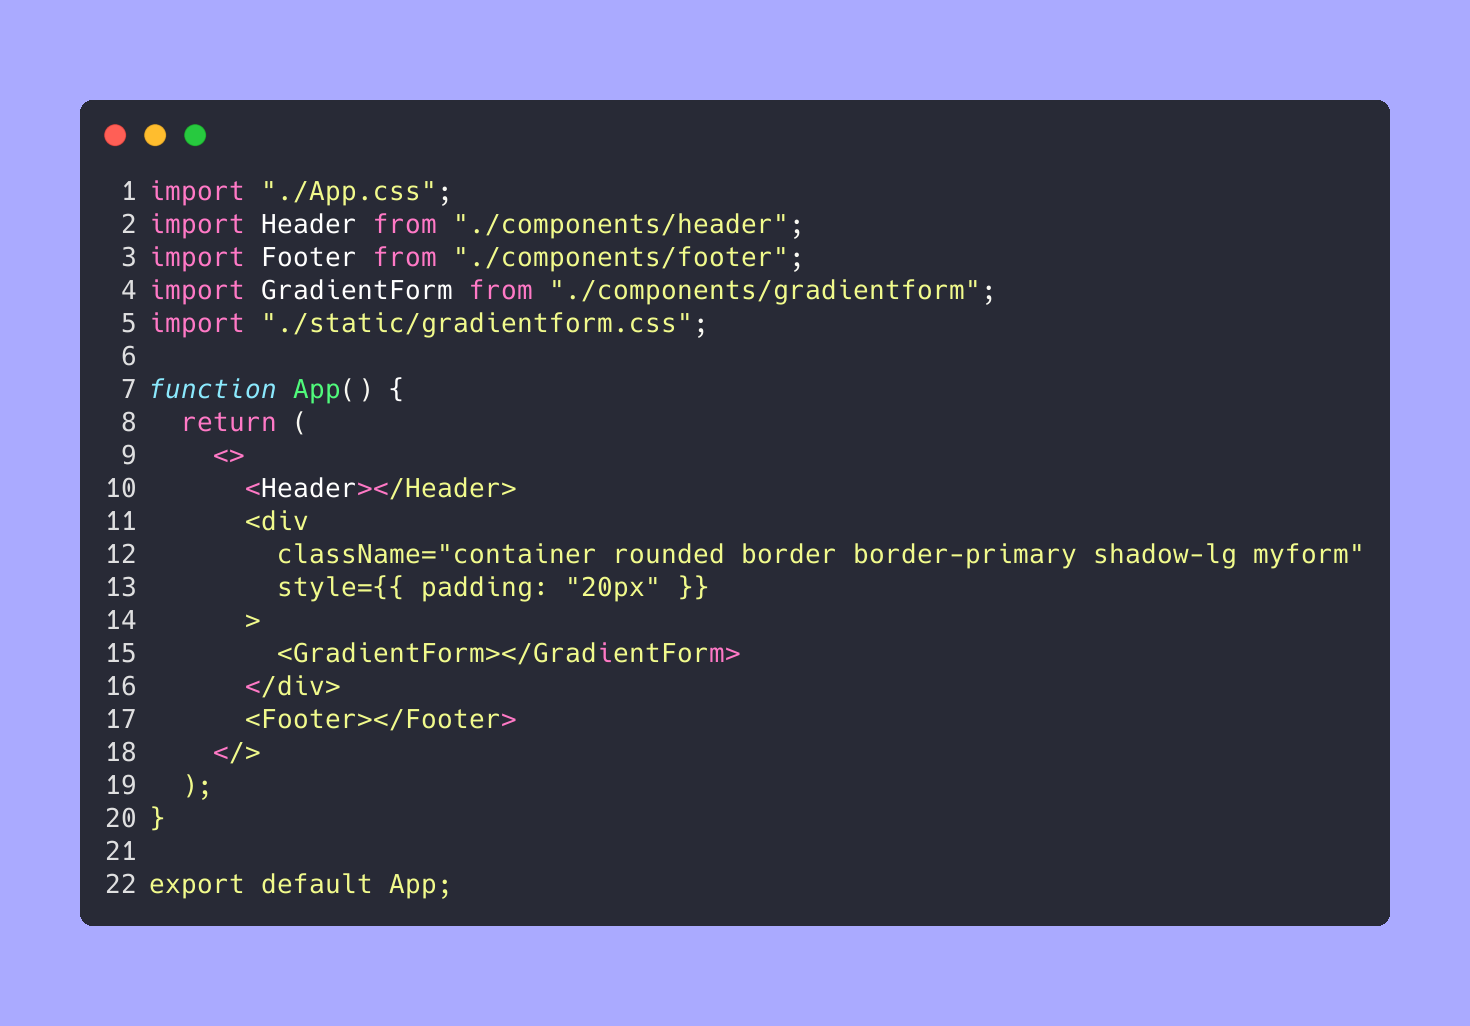 1 import "./App.css";
2 import Header from "./components/header";
3 import Footer from "./components/footer";
4 import GradientForm from "./components/gradientform";
5 import "./static/gradientform.css";
6
7 function App() {
8   return (
9     <>
10       <Header></Header>
11       <div
12         className="container rounded border border-primary shadow-lg myform"
13         style={{ padding: "20px" }}
14       >
15         <GradientForm></GradientForm>
16       </div>
17       <Footer></Footer>
18     </>
19   );
20 }
21
22 export default App;